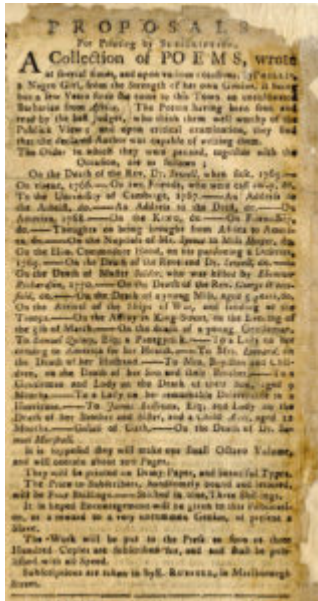 PROPOSALS
For Printing by SUBSCRIPTION,
A Collection of POEMS, wrote
at several times, and upon various occasions, by PHILLIS,
a Negro Girl, from the Strength of her own Genius, it being
but a few Years since she came to this Town an uncultivated
Barbarian from Africa. The Poems having been seen and
read by the best Judges, who think them well worthy of the
Publick View; and upon critical examination, they find
that the declared Author was capable of writing them.
The Order in which they were penned, together with the
Occasion, are as follows;
On the Death of the Rev. Dr. Sewell, when sick, 1765.—
On virtue, 1766.—On two Friends, who were cast away, do.
To the University of Cambridge, 1767.—An Address to
the Atheist, do.—An Address to the Deist, do.—On
America, 1768.—On the King, do.—On Friendship,
do.—Thoughts on being brought from Africa to America,
do.—On the Nuptials of Mr. Spence to Miss Hooper, do.
On the Hon. Commodore Hood, on his pardoning a Deserter,
1769.—On the Death of the Reverend Dr. Sewell, do.—
On the Death of Master Seider, who was killed by Ebenezer
Richardson, 1770.—On the Death of the Rev. George Whitefield,
do.—On the Death of a young Miss, aged 5 years, do.
On the Arrival of the Ships of War, and landing of the
Troops.—On the Affray in King-Street, on the Evening of
the 5th of March.—On the death of a young Gentleman.
To Samuel Quincy, Esq; a Panegyrick.—To a Lady on her
coming to America for her Health.—To Mrs. Leonard, on
the Death of her Husband.—To Mrs. Boylston and Children,
on the Death of her Son and their Brother.—To a
Gentleman and Lady on the Death of their Son, aged 9
Months.—To a Lady on her remarkable Deliverance in a
Hurricane.—To James Sullivan, Esq; and Lady on the
Death of her Brother and Sister, and a Child Avis, aged 12
Months.—Goliah of Gath.—On the Death of Dr. Samuel
Marshall.
It is supposed they will make one small Octavo Volume,
and will contain about 200 Pages.
They will be printed on Demy Paper, and beautiful Types.
The Price to Subscribers, handsomely bound and lettered,
will be Four Shillings.—Stitched in blue, Three Shillings.
It is hoped Encouragement will be given to this Publication,
as a reward to a very uncommon Genius, at present a
Slave.
The Work will be put to the Press as soon as three
Hundred Copies are Subscribed for, and shall be published
with all Speed.
Subscriptions are taken in by E. RUSSELL, in Marlborough
Street.